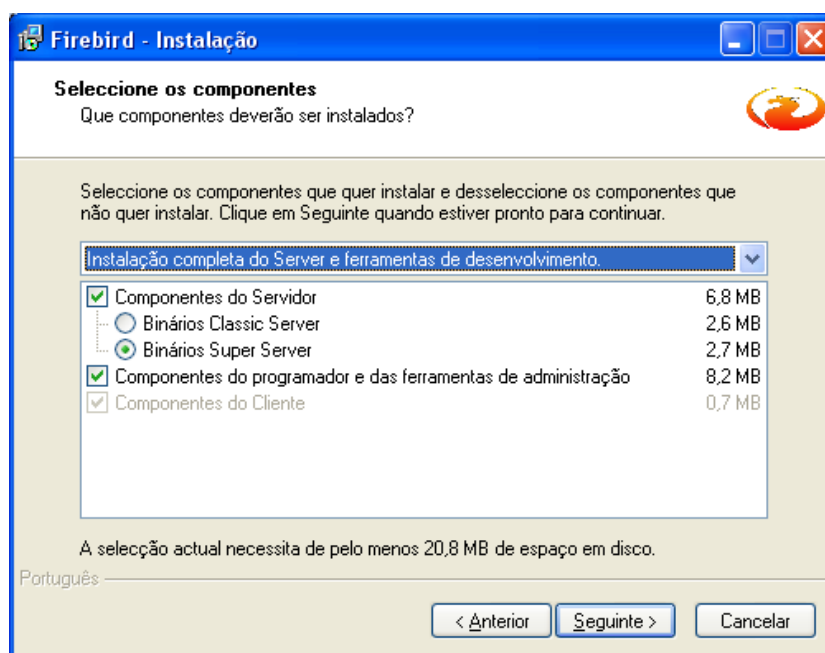 Firebird - Instalação
Seleccione os componentes
Que componentes deverão ser instalados?
Seleccione os componentes que quer instalar e desseleccione os componentes que
não quer instalar. Clique em Seguinte quando estiver pronto para continuar.
Instalação completa do Server e ferramentas de desenvolvimento.
Componentes do Servidor 6,8 MB
Binários Classic Server 2,6 MB
Binários Super Server 2,7 MB
Componentes do programador e das ferramentas de administração 8,2 MB
Componentes do Cliente 0,7 MB
A selecção actual necessita de pelo menos 20,8 MB de espaço em disco.
Português
< Anterior Seguinte > Cancelar